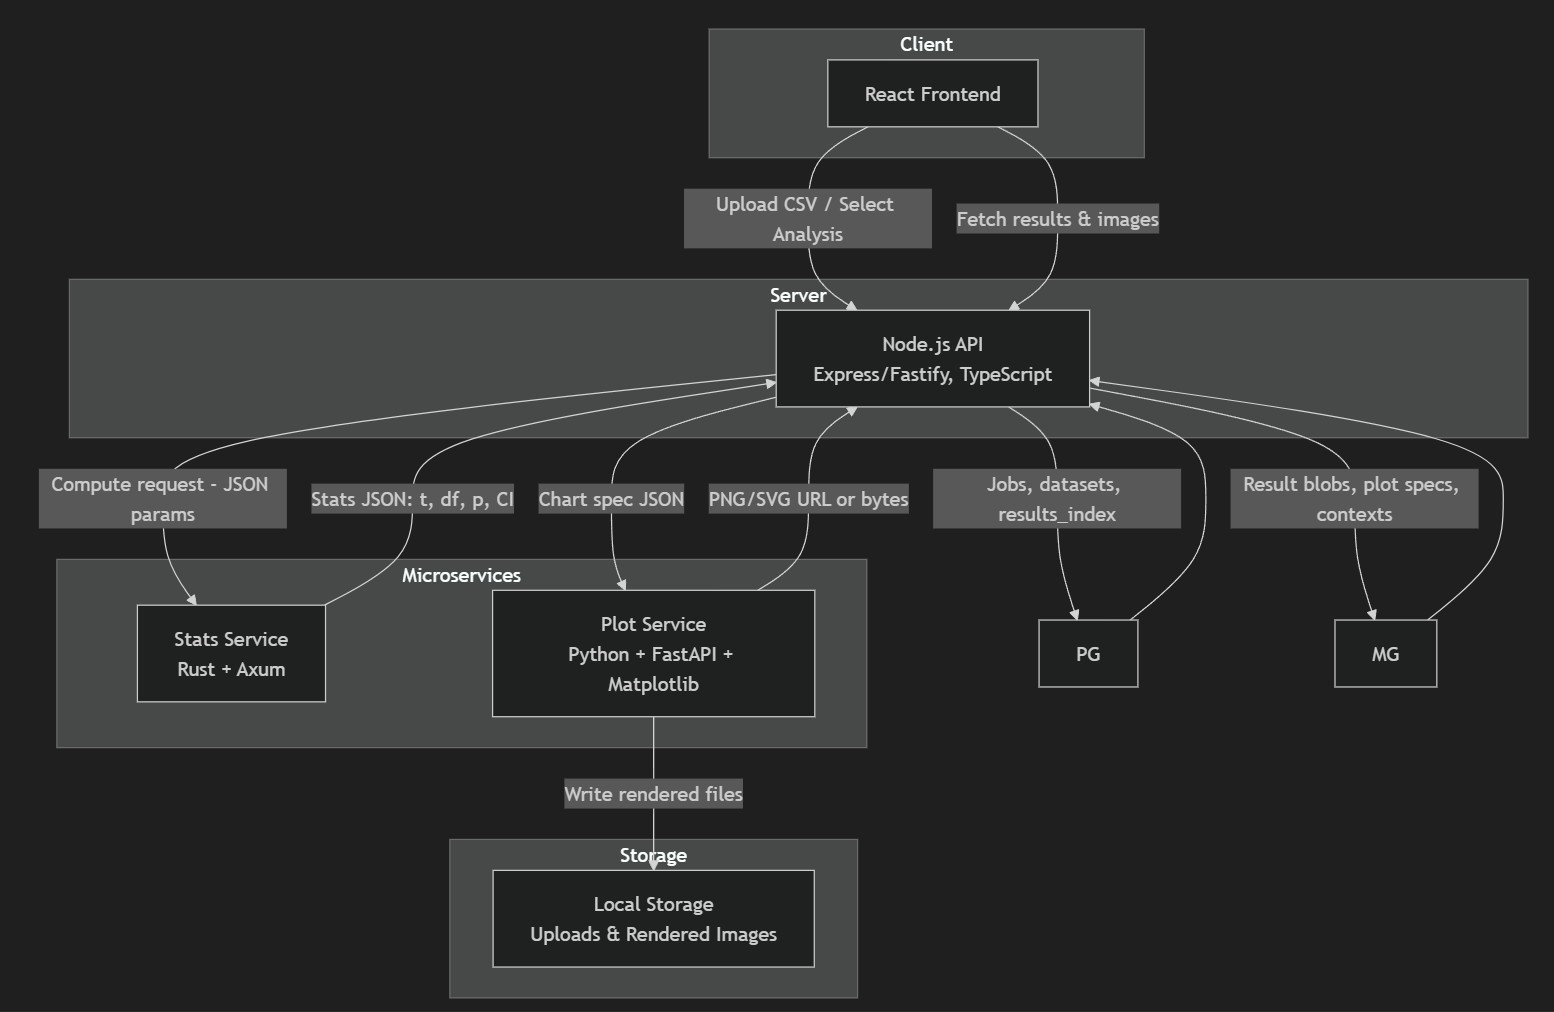 Client
React Frontend
Upload CSV / Select
Analysis
Fetch results & images
Server
Node.js API
Express/Fastify, TypeScript
Compute request - JSON
params
Stats JSON: t, df, p, CI
Chart spec JSON
PNG/SVG URL or bytes
Jobs, datasets,
results_index
Result blobs, plot specs,
contexts
Microservices
Stats Service
Rust + Axum
Plot Service
Python + FastAPI +
Matplotlib
PG
MG
Write rendered files
Storage
Local Storage
Uploads & Rendered Images